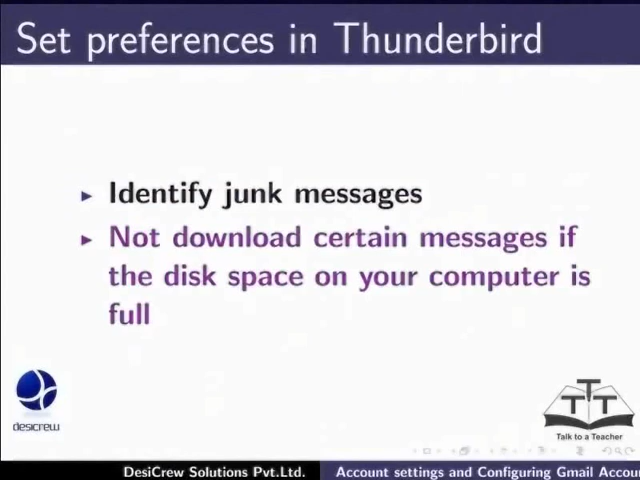 Set preferences in Thunderbird
Identify junk messages
Not download certain messages if
the disk space on your computer is
full
desicrew
TTT
Talk to a Teacher
DesiCrew Solutions Pvt.Ltd.
Account settings and Configuring Gmail Accou